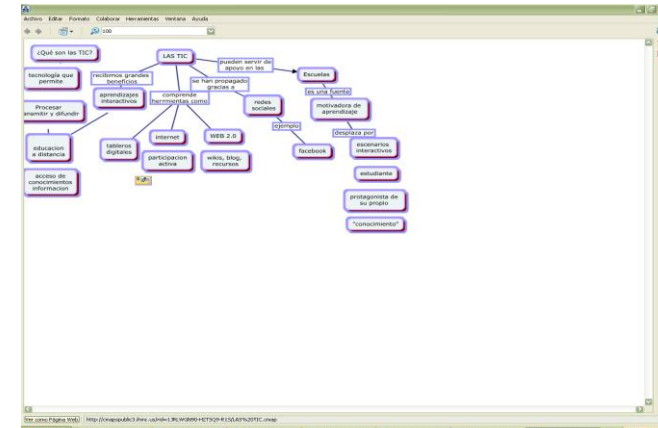 Archivo Editar Formato Colaborar Herramientas Ventana Ayuda
100
¿Qué son las TIC?
LAS TIC
pueden servir de
apoyo en las
Escuelas
tecnología que
permite
recibimos grandes
beneficios
se han propagado
gracias a
es una fuente
aprendizajes
interactivos
comprende
herrmientas como
redes
sociales
motivadora de
aprendizaje
Procesar
ansmitir y difundir
ejemplo
desplaza por
educacion
a distancia
tableros
digitales
internet
WEB 2.0
facebook
escenarios
interactivos
participacion
activa
wikis, blog,
recursos
acceso de
conocimientos
informacion
estudiante
protagonista de
su propio
"conocimiento"
Ver como Página Web